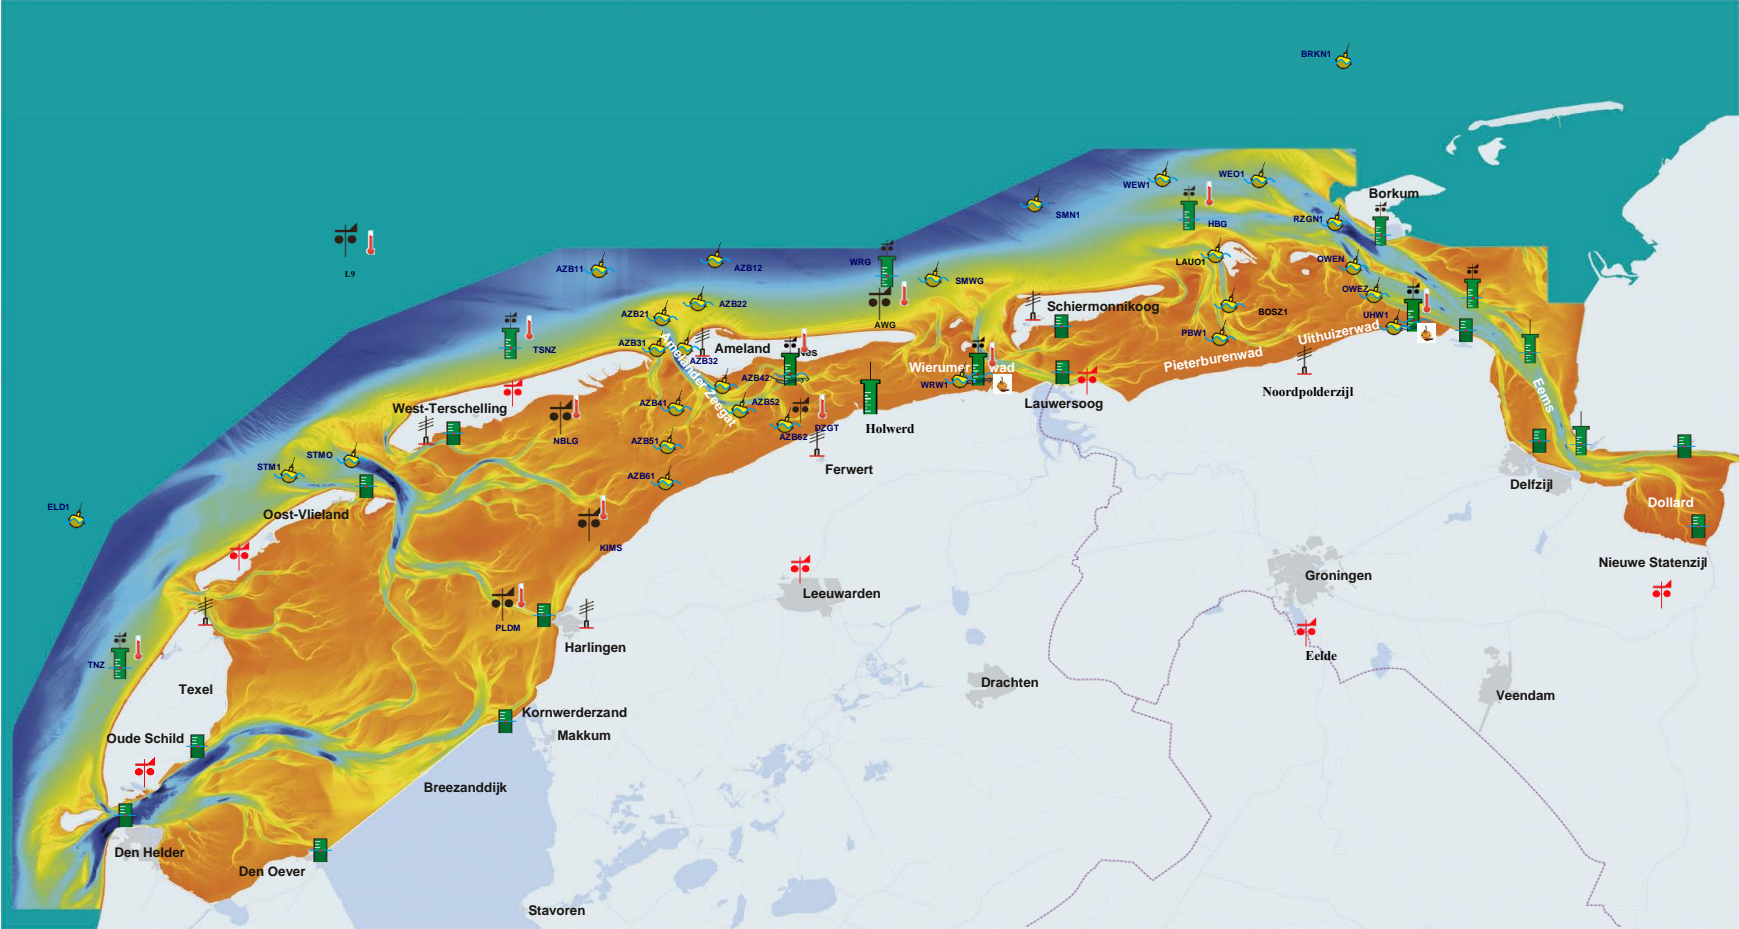 BRKN1
WEW1
WEO1
Borkum
SMN1
HBG
RZGN1
L9
AZB11
AZB12
WRG
SMWG
LAUO1
OWEN
OWEZ
AZB22
AZB21
AWG
Schiermonnikoog
BOSZ1
UHW1
TSNZ
AZB31
AZB32
Ameland
Nes
PBW1
Uithuizerwad
Pieterburenwad
Wierumer wad
WRW1
Amelander Zeegat
AZB42
AZB41
AZB52
West-Terschelling
NBLG
DZGT
AZB62
Holwerd
Lauwersoog
Noordpolderzijl
Eems
AZB51
Ferwert
STMO
STM1
AZB61
Delfzijl
Dollard
ELD1
Oost-Vlieland
KIMS
Nieuwe Statenzijl
Leeuwarden
Groningen
PLDM
Harlingen
Eelde
TNZ
Texel
Drachten
Veendam
Kornwerderzand
Makkum
Oude Schild
Breezanddijk
Den Helder
Den Oever
Stavoren